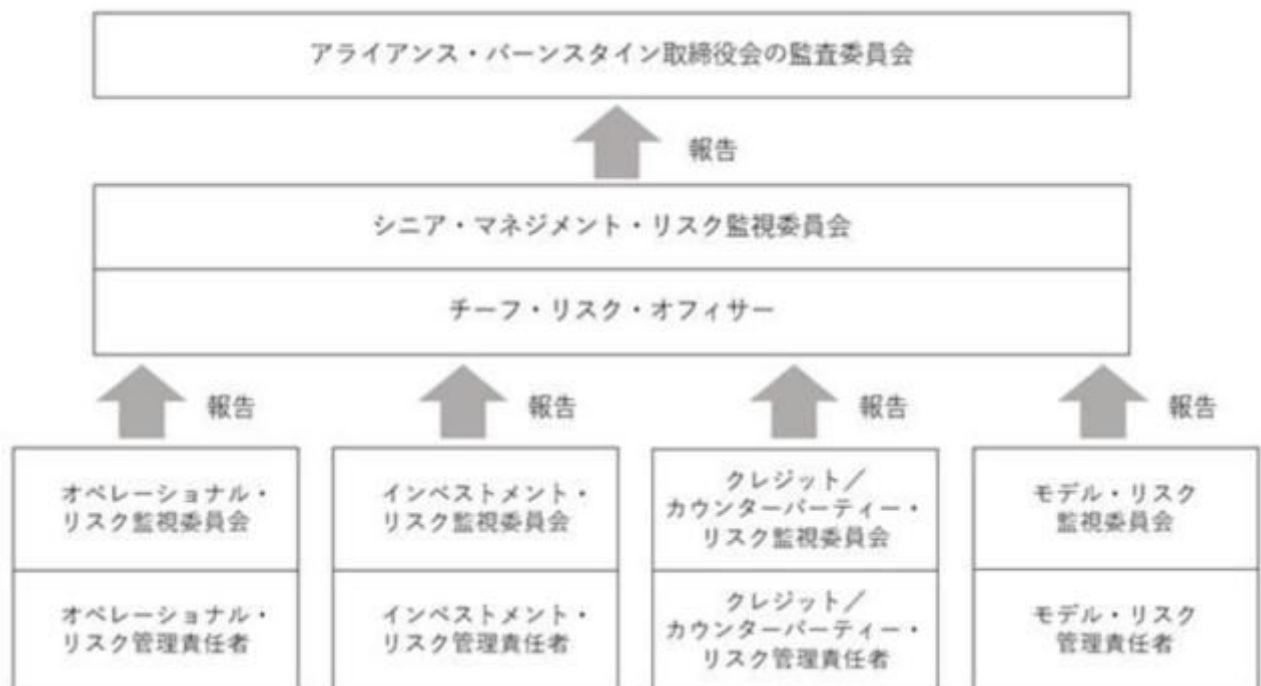 アライアンス・バーンスタイン取締役会の監査委員会
報告
シニア・マネジメント・リスク監視委員会
チーフ・リスク・オフィサー
報告
報告
報告
報告
オペレーショナル・
リスク監視委員会
インベストメント・
リスク監視委員会
クレジット／
カウンターパーティー・
リスク監視委員会
モデル・リスク
監視委員会
オペレーショナル・
リスク管理責任者
インベストメント・
リスク管理責任者
クレジット／
カウンターパーティー・
リスク管理責任者
モデル・リスク
管理責任者